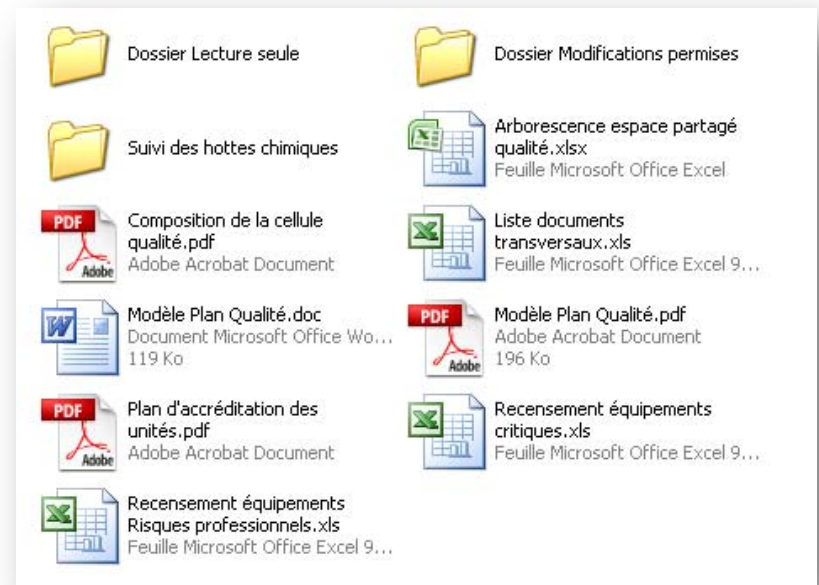 Dossier Lecture seule
Dossier Modifications permises
Suivi des hottes chimiques
Arborescence espace partagé
qualité.xlsx
Feuille Microsoft Office Excel
PDF
Adobe
Composition de la cellule
qualité.pdf
Adobe Acrobat Document
Liste documents
transversaux.xls
Feuille Microsoft Office Excel 9...
Modèle Plan Qualité.doc
Document Microsoft Office Wo...
119 Ko
PDF
Adobe
Modèle Plan Qualité.pdf
Adobe Acrobat Document
196 Ko
PDF
Adobe
Plan d'accréditation des
unités.pdf
Adobe Acrobat Document
Recensement équipements
critiques.xls
Feuille Microsoft Office Excel 9...
Recensement équipements
Risques professionnels.xls
Feuille Microsoft Office Excel 9...